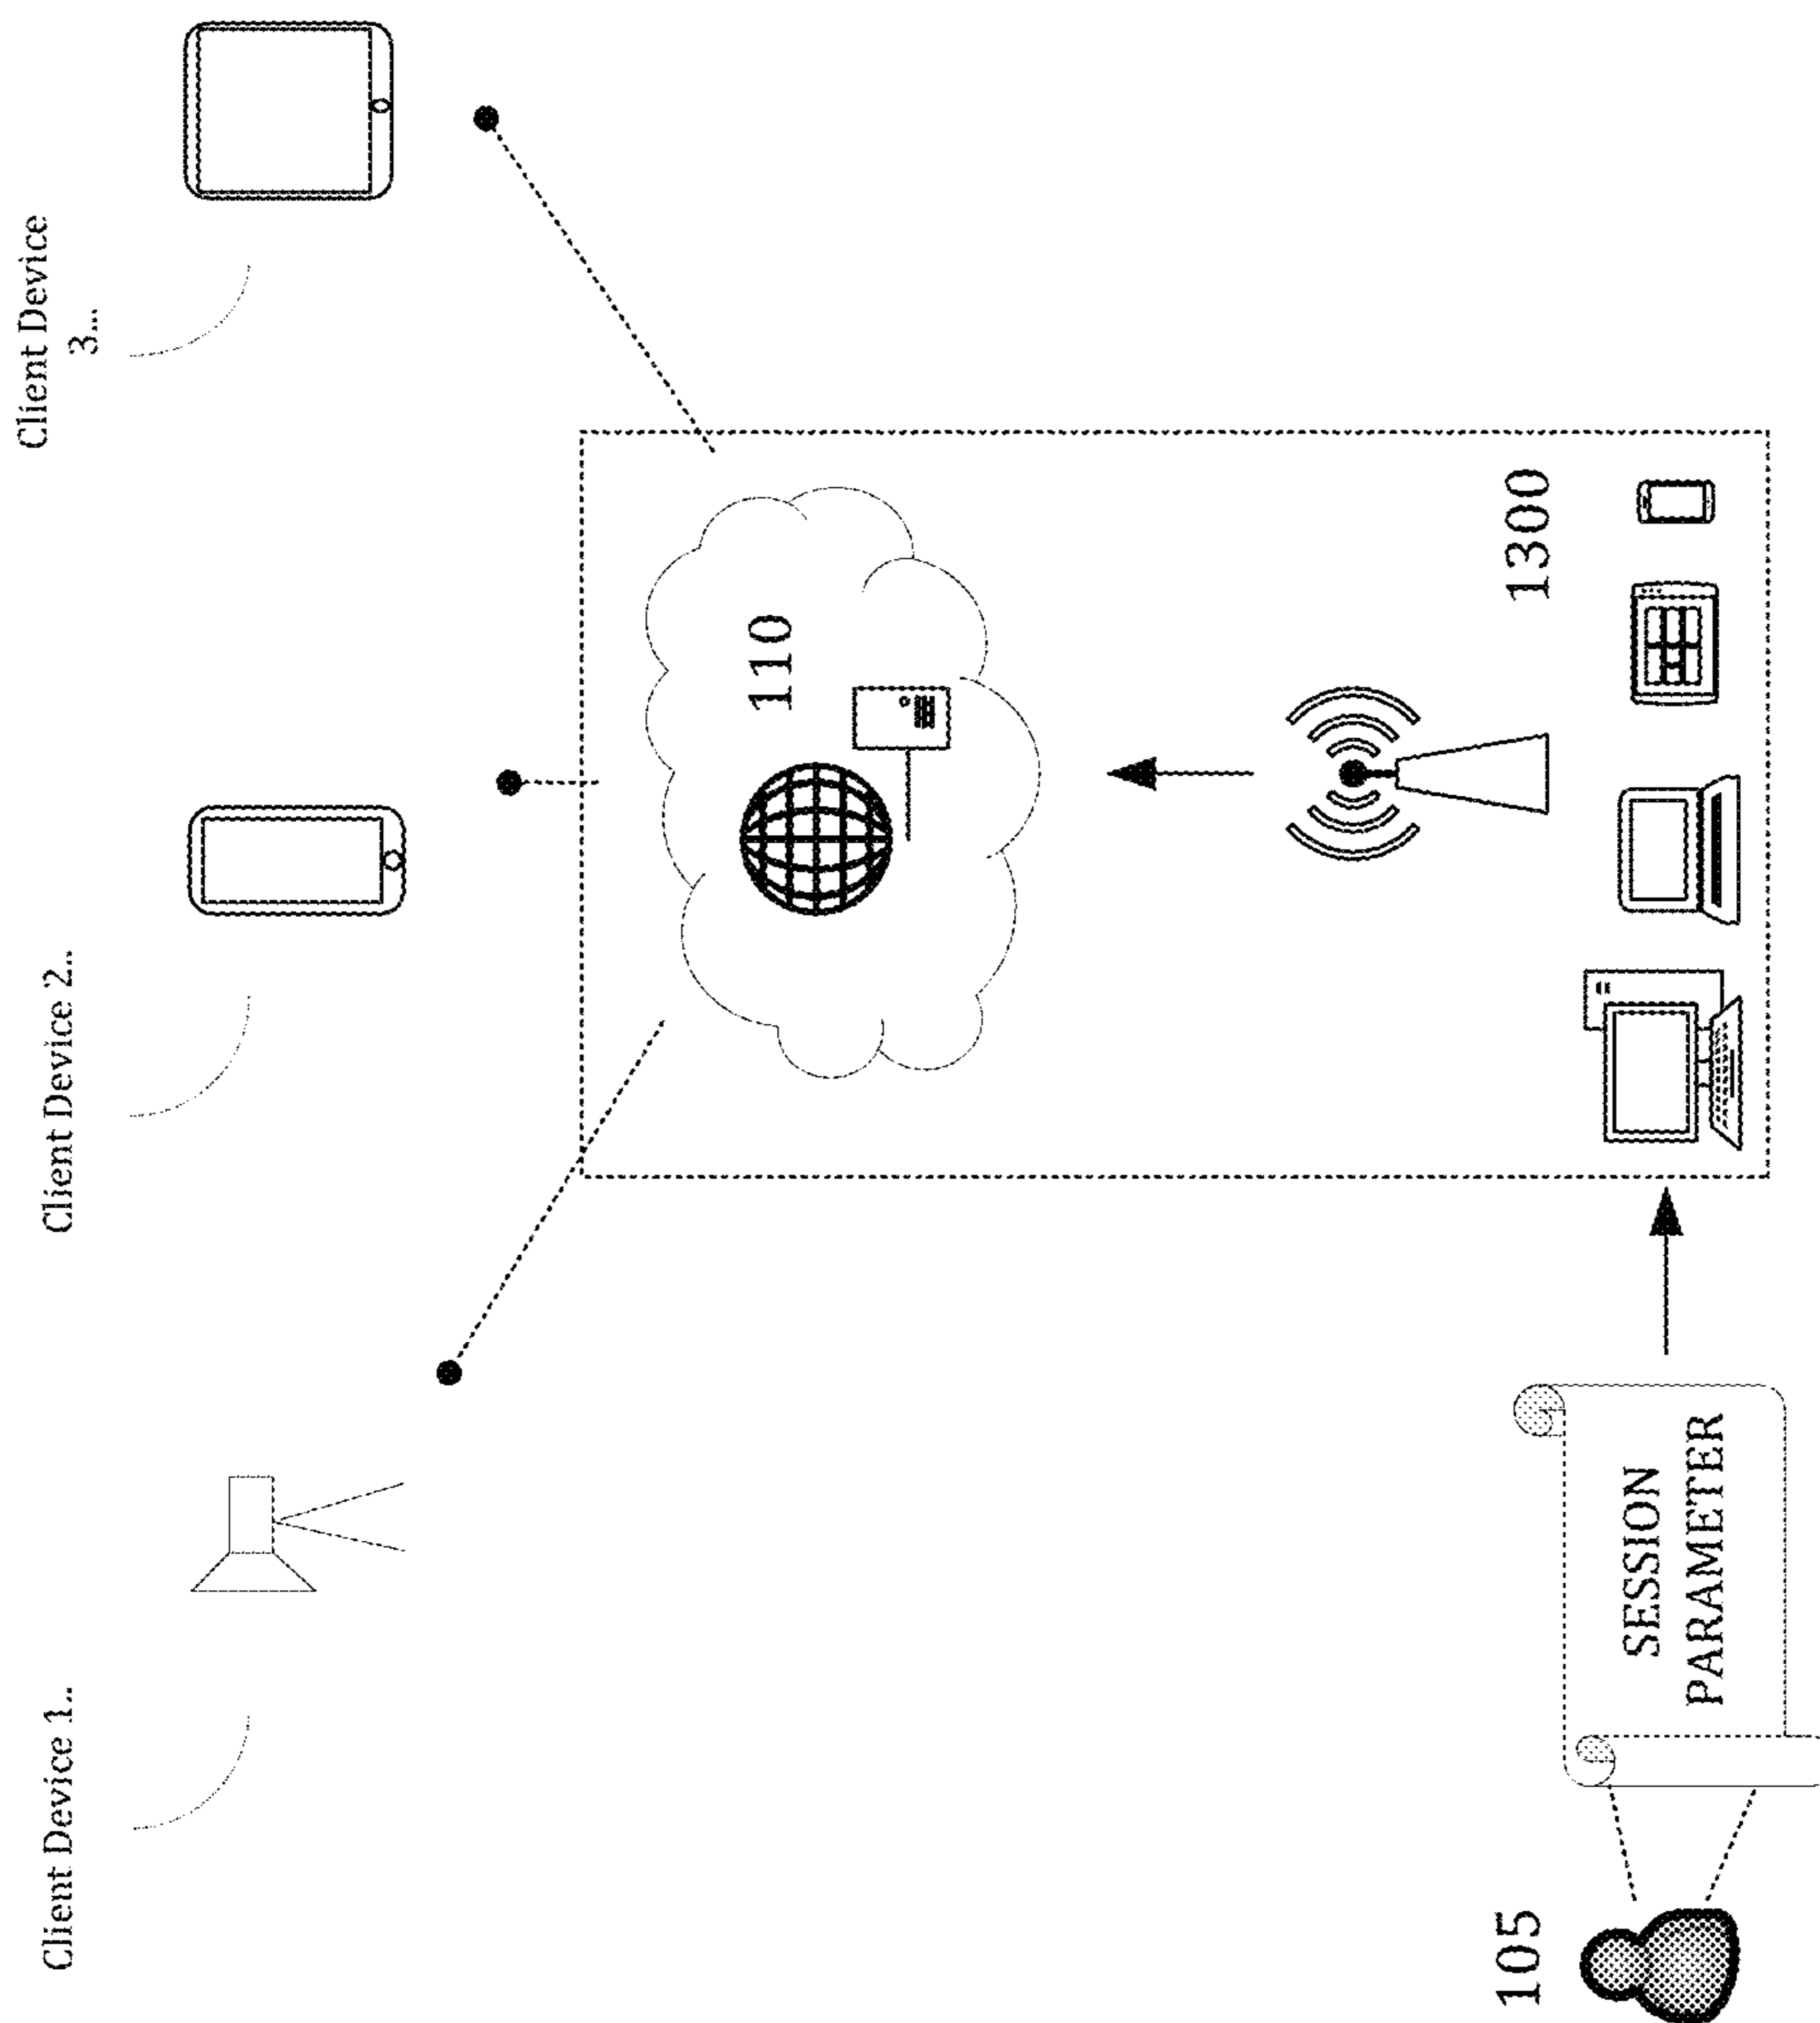 Client Device 1..
Client Device 2..
Client Device
3...
110
1300
105
SESSION
PARAMETER